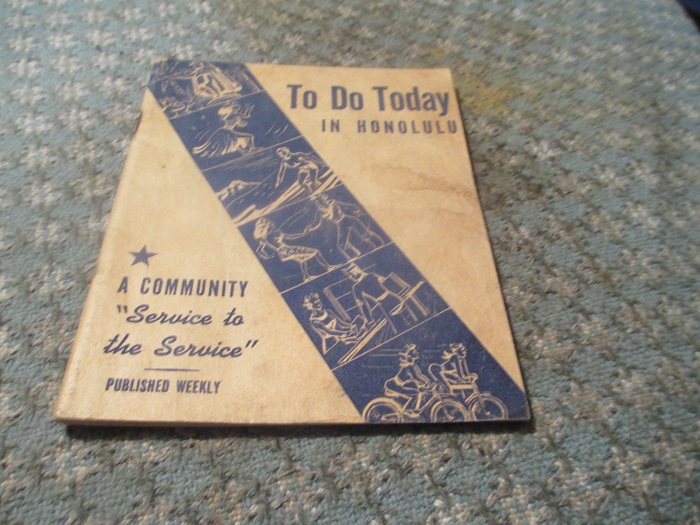 To Do Today
IN HONOLULU
A COMMUNITY
"Service to
the Service"
PUBLISHED WEEKLY